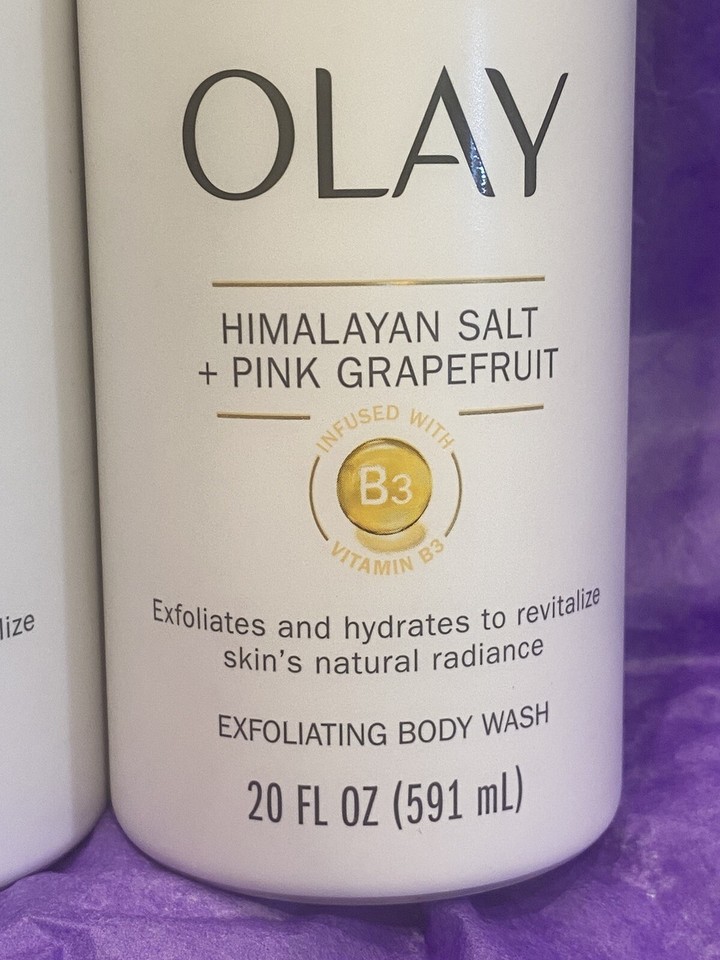 OLAY
HIMALAYAN SALT
+ PINK GRAPEFRUIT
INFUSED WITH
B3
VITAMIN B3
lize
Exfoliates and hydrates to revitalize
skin's natural radiance
EXFOLIATING BODY WASH
20 FL OZ (591 mL)